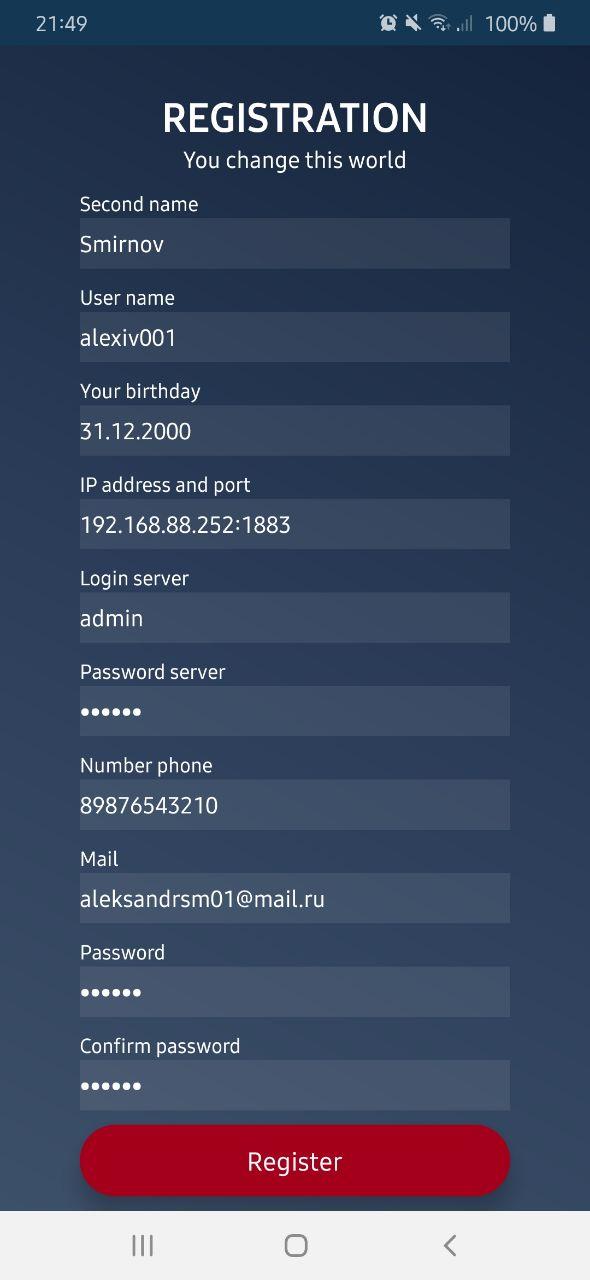 21:49 100%
REGISTRATION
You change this world
Second name
Smirnov
User name
alexiv001
Your birthday
31.12.2000
IP address and port
192.168.88.252:1883
Login server
admin
Password server
••••••
Number phone
89876543210
Mail
aleksandrsm01@mail.ru
Password
••••••
Confirm password
••••••
Register